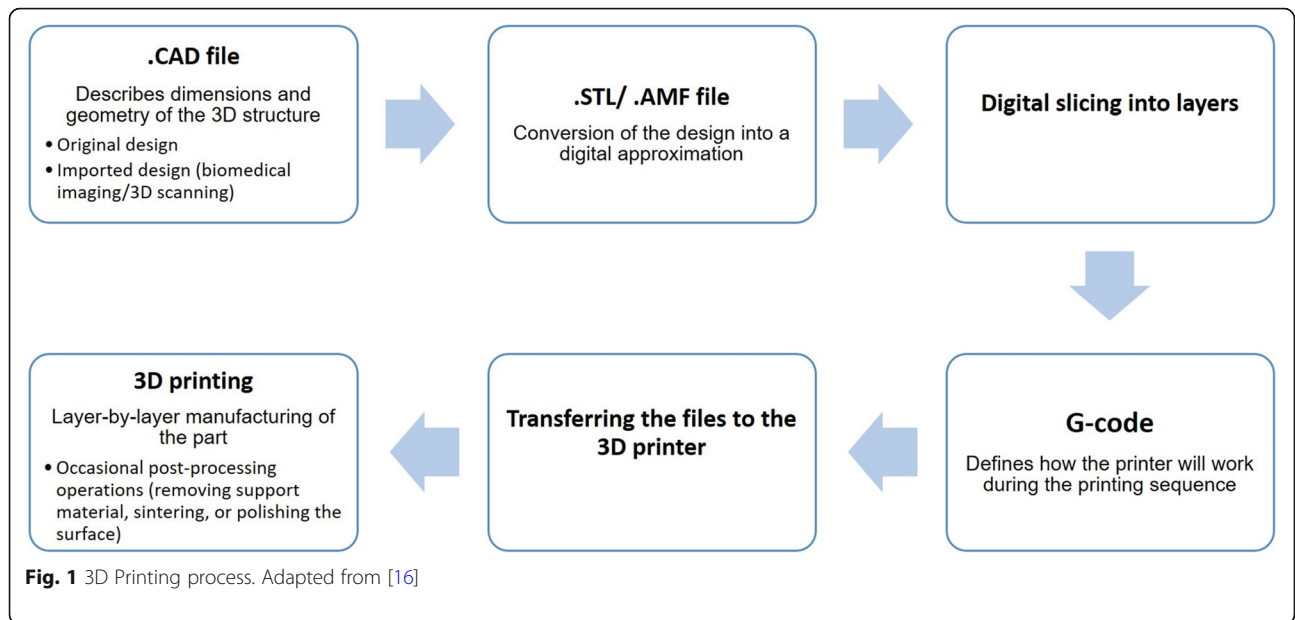 .CAD file
Describes dimensions and
geometry of the 3D structure
• Original design
• Imported design (biomedical
imaging/3D scanning)
.STL/ .AMF file
Conversion of the design into a
digital approximation
Digital slicing into layers
G-code
Defines how the printer will work
during the printing sequence
Transferring the files to the
3D printer
3D printing
Layer-by-layer manufacturing of
the part
• Occasional post-processing
operations (removing support
material, sintering, or polishing the
surface)
Fig. 1 3D Printing process. Adapted from [16]